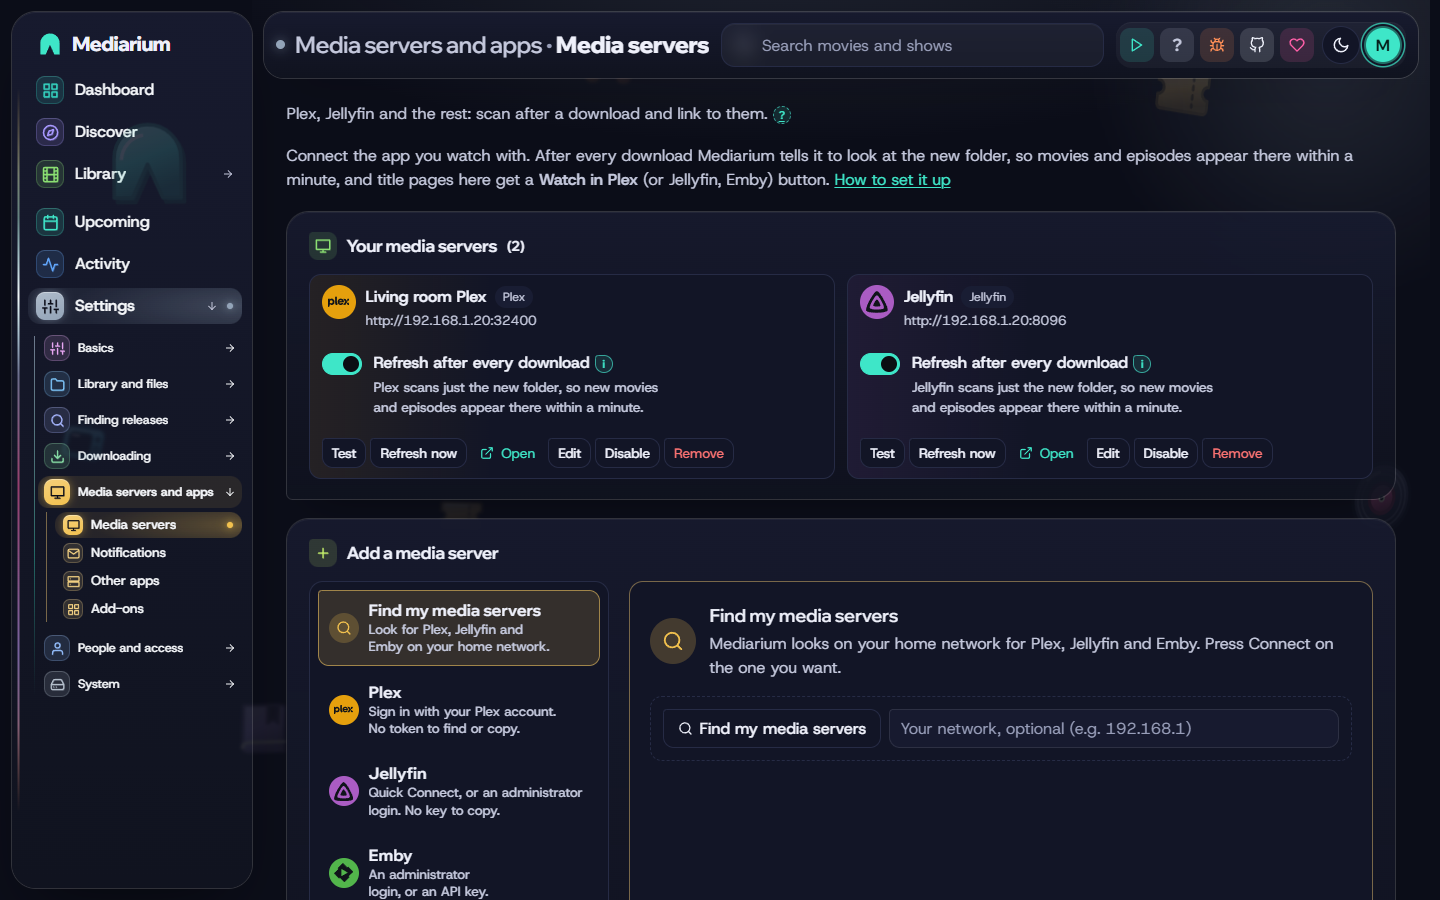 Mediarium
Dashboard
Discover
Library
Upcoming
Activity
Settings
Basics
Library and files
Finding releases
Downloading
Media servers and apps
Media servers
Notifications
Other apps
Add-ons
People and access
System
Media servers and apps · Media servers
Search movies and shows
?
M
Plex, Jellyfin and the rest: scan after a download and link to them. ?
Connect the app you watch with. After every download Mediarium tells it to look at the new folder, so movies and episodes appear there within a
minute, and title pages here get a Watch in Plex (or Jellyfin, Emby) button. How to set it up
Your media servers (2)
plex
Living room Plex Plex
http://192.168.1.20:32400
Refresh after every download i
Plex scans just the new folder, so new movies
and episodes appear there within a minute.
Test Refresh now Open Edit Disable Remove
Jellyfin Jellyfin
http://192.168.1.20:8096
Refresh after every download i
Jellyfin scans just the new folder, so new movies
and episodes appear there within a minute.
Test Refresh now Open Edit Disable Remove
Add a media server
Find my media servers
Look for Plex, Jellyfin and
Emby on your home network.
plex
Plex
Sign in with your Plex account.
No token to find or copy.
Jellyfin
Quick Connect, or an administrator
login. No key to copy.
Emby
An administrator
login, or an API key.
Find my media servers
Mediarium looks on your home network for Plex, Jellyfin and Emby. Press Connect on
the one you want.
Find my media servers
Your network, optional (e.g. 192.168.1)